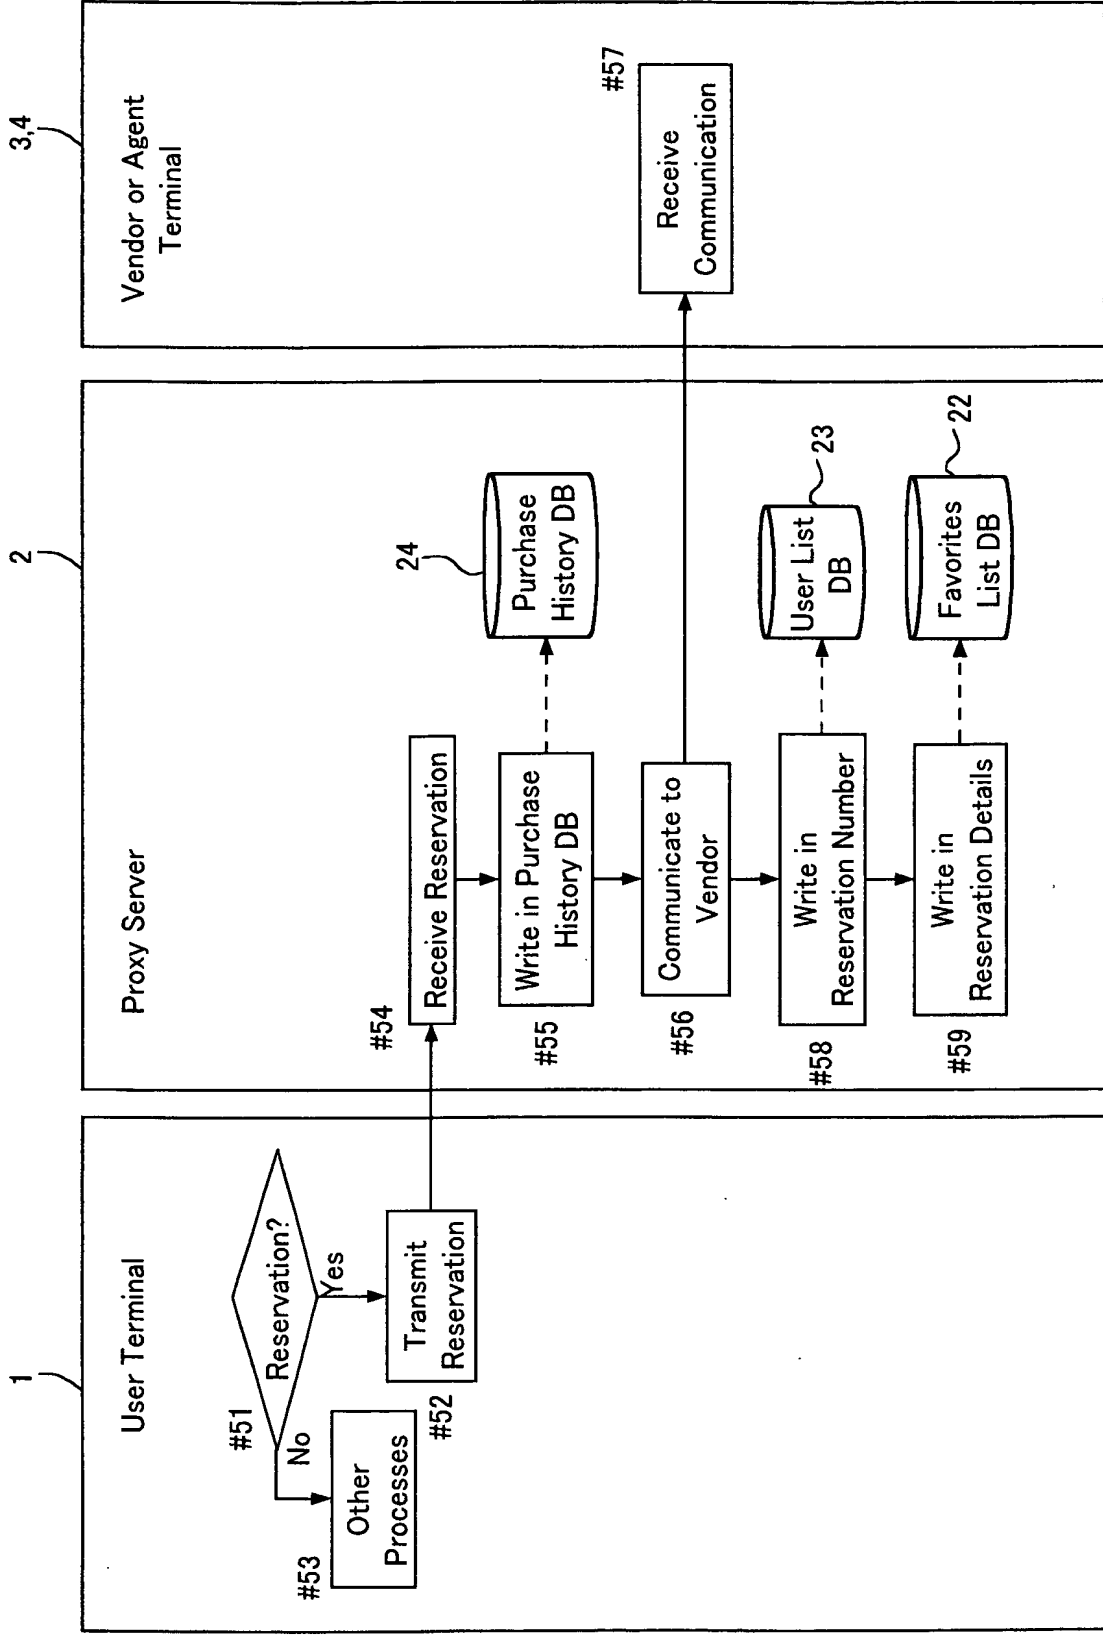 1
User Terminal
#51
Reservation?
No
Yes
#53
Other
Processes
#52
Transmit
Reservation
2
Proxy Server
#54
Receive Reservation
#55
Write in Purchase
History DB
24
Purchase
History DB
#56
Communicate to
Vendor
#58
Write in
Reservation Number
User List
DB
23
#59
Write in
Reservation Details
Favorites
List DB
22
3,4
Vendor or Agent
Terminal
#57
Receive
Communication